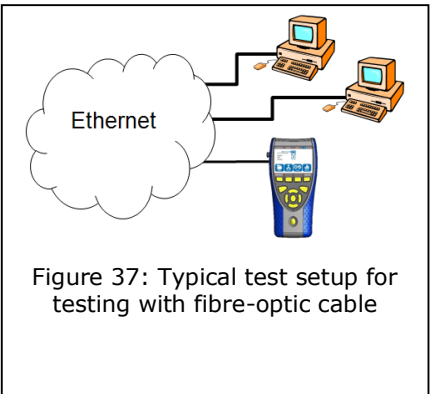 Ethernet
Figure 37: Typical test setup for
testing with fibre-optic cable